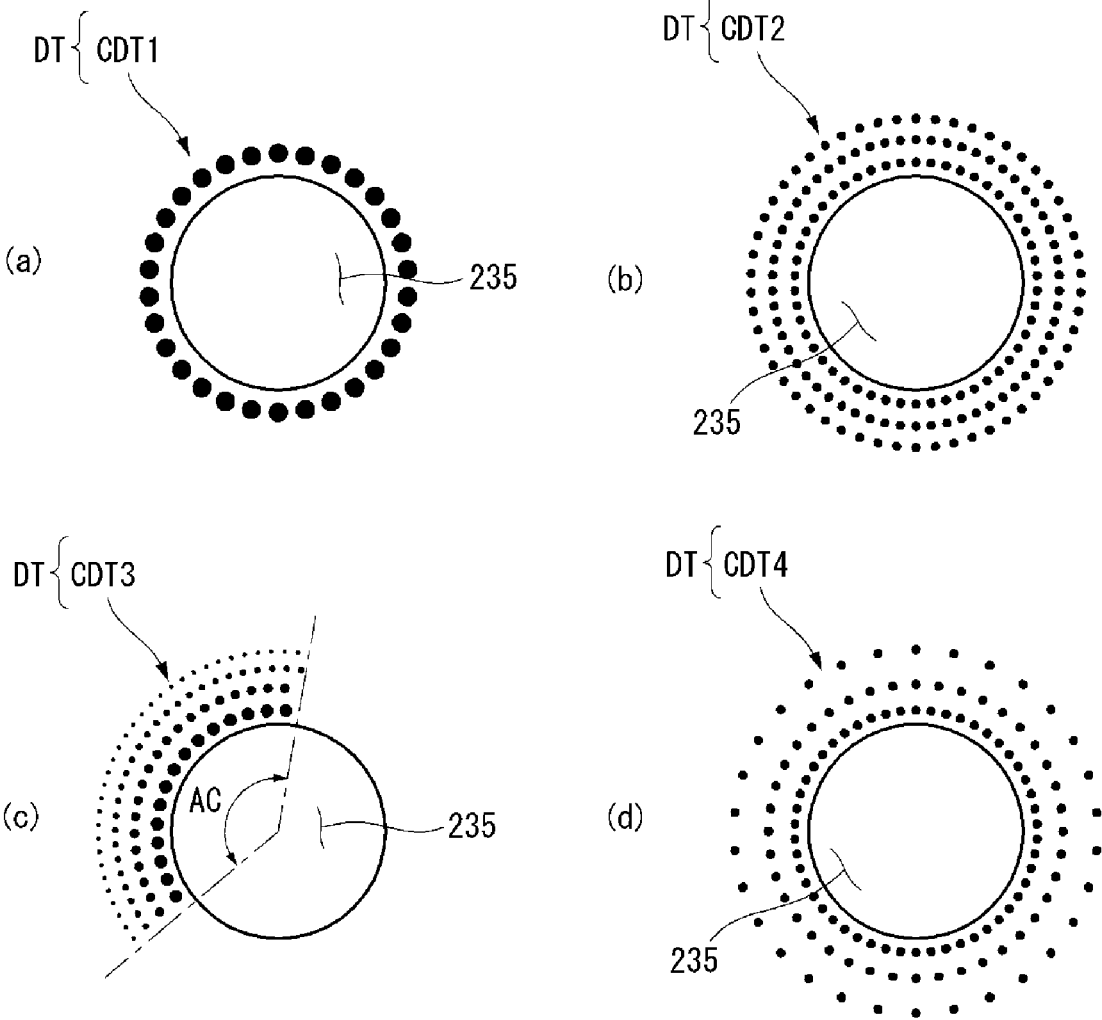 DT { CDT1
(a)
235
DT { CDT2
(b)
235
DT { CDT3
(c)
AC
235
DT { CDT4
(d)
235